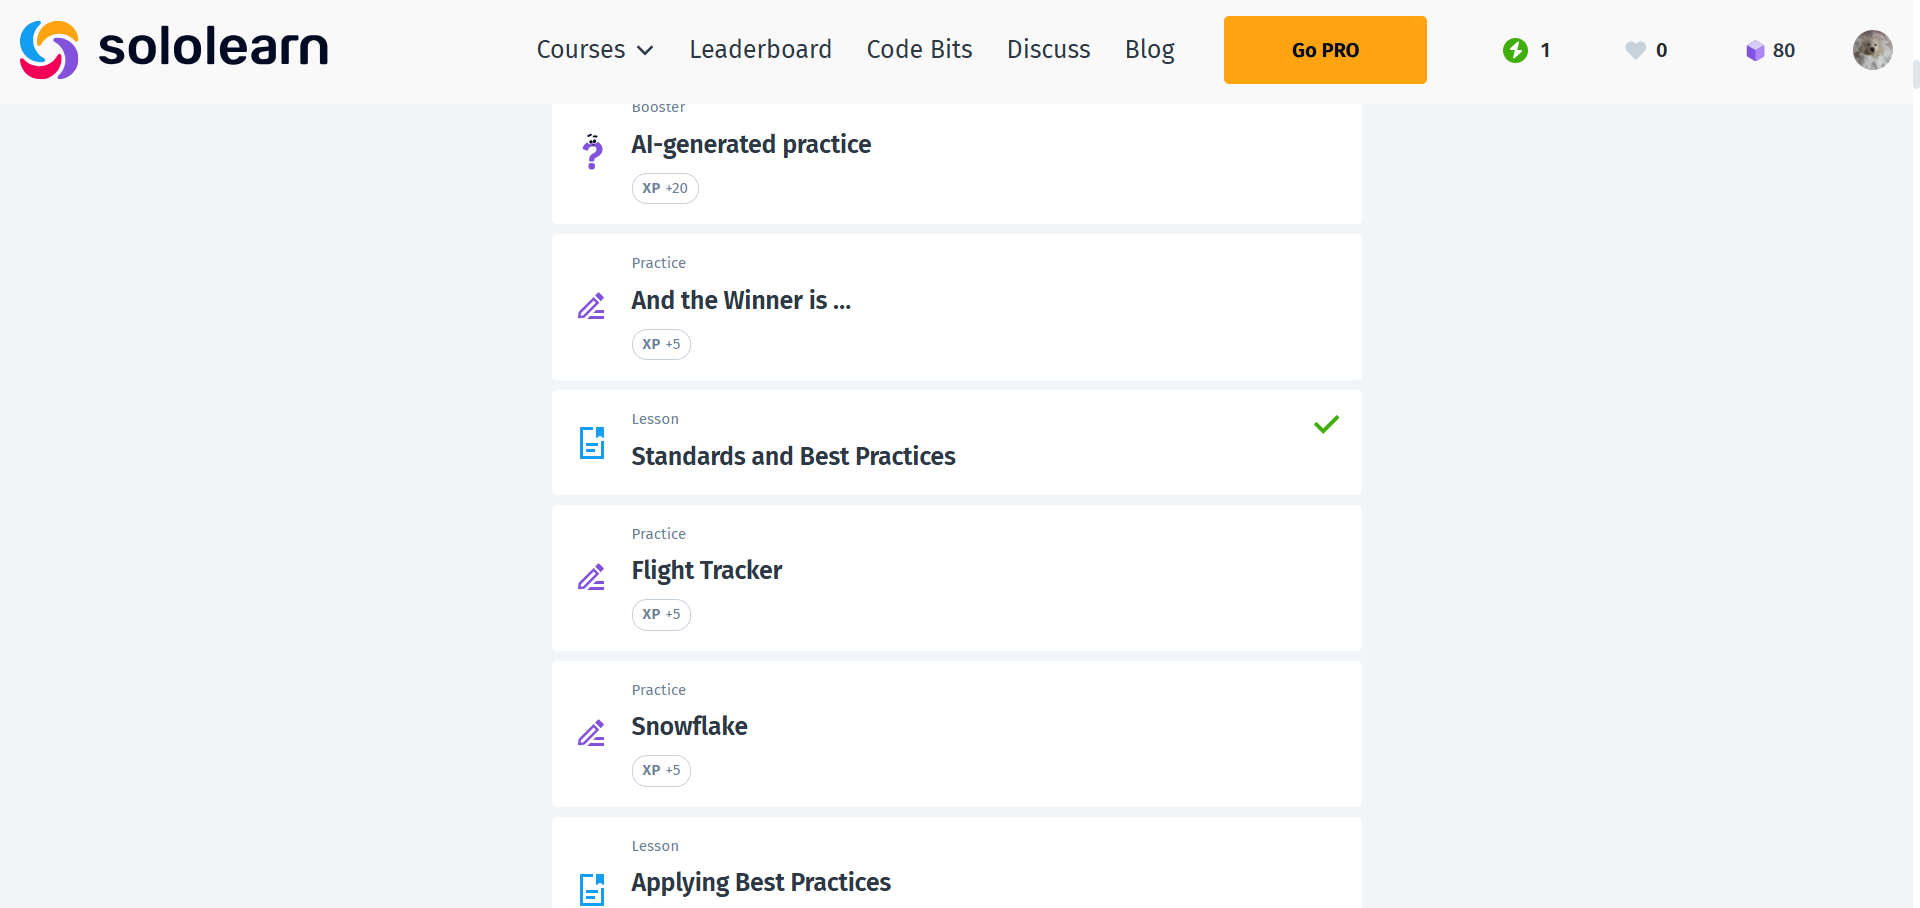 sololearn
Courses
Leaderboard
Code Bits
Discuss
Blog
Go PRO
1
0
80
Booster
AI-generated practice
XP +20
Practice
And the Winner is ...
XP +5
Lesson
Standards and Best Practices
Practice
Flight Tracker
XP +5
Practice
Snowflake
XP +5
Lesson
Applying Best Practices